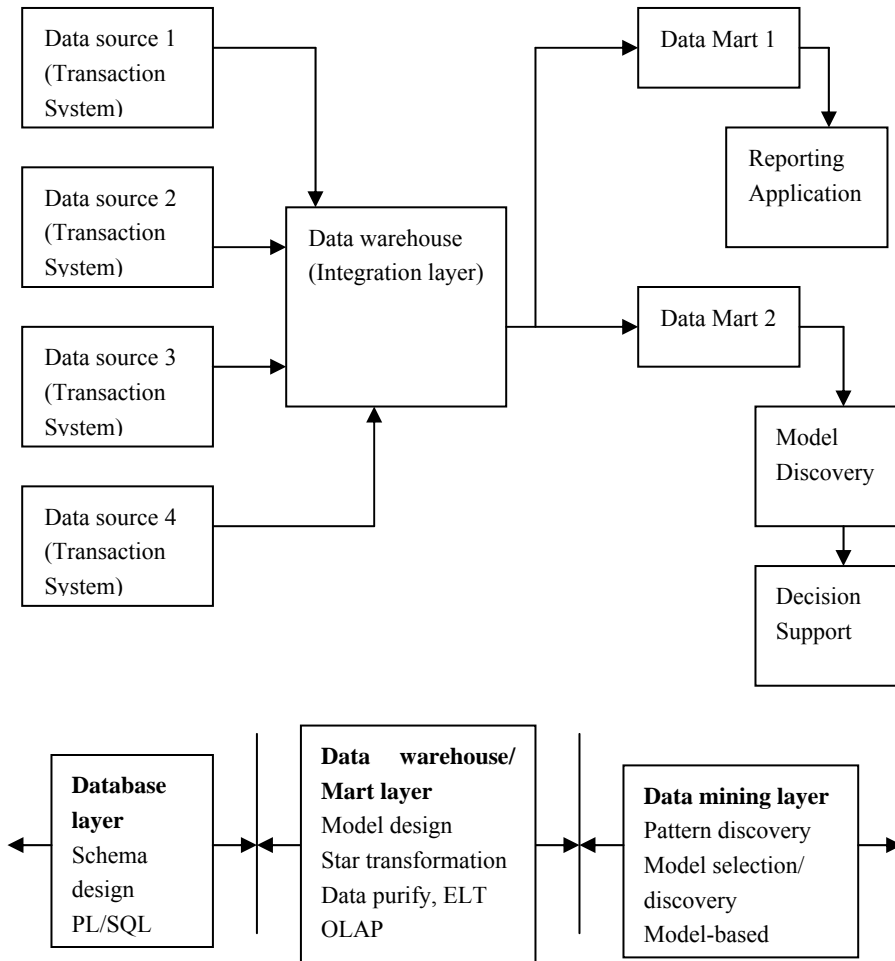 Data source 1
(Transaction
System)
Data source 2
(Transaction
System)
Data source 3
(Transaction
System)
Data source 4
(Transaction
System)
Data warehouse
(Integration layer)
Data Mart 1
Reporting
Application
Data Mart 2
Model
Discovery
Decision
Support
Database
layer
Schema
design
PL/SQL
Data warehouse/
Mart layer
Model design
Star transformation
Data purify, ELT
OLAP
Data mining layer
Pattern discovery
Model selection/
discovery
Model-based